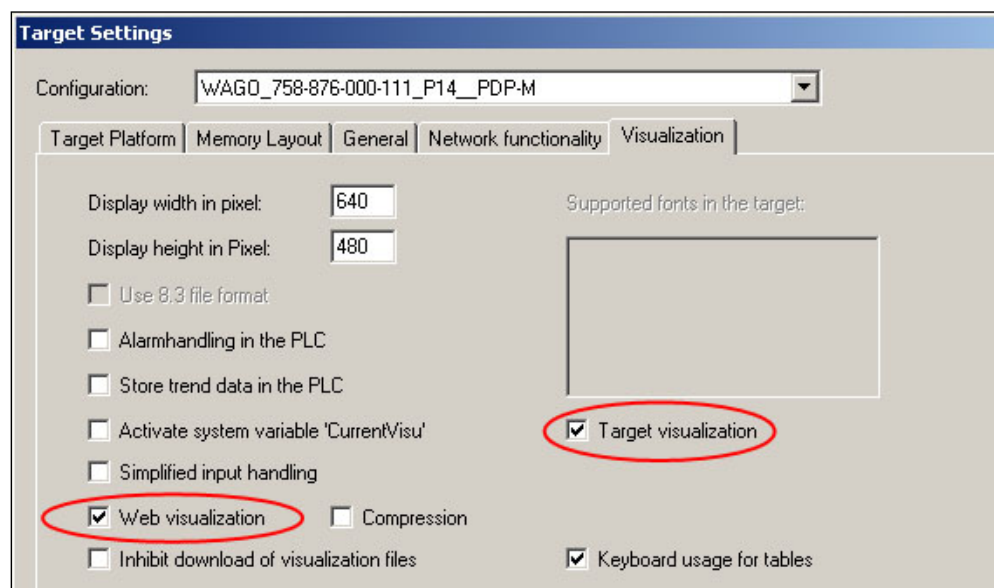 Target Settings
Configuration: WAGO_758-876-000-111_P14__PDP-M
Target Platform Memory Layout General Network functionality Visualization
Display width in pixel: 640 Supported fonts in the target:
Display height in Pixel: 480
Use 8.3 file format
Alarmhandling in the PLC
Store trend data in the PLC
Activate system variable 'CurrentVisu' Target visualization
Simplified input handling
Web visualization Compression
Inhibit download of visualization files Keyboard usage for tables